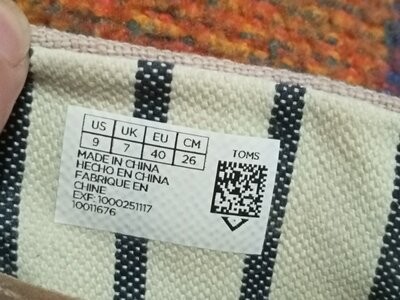 US UK EU CM
9 7 40 26
MADE IN CHINA
HECHO EN CHINA
FABRIQUE EN
CHINE
EXF: 1000251117
10011676
TOMS